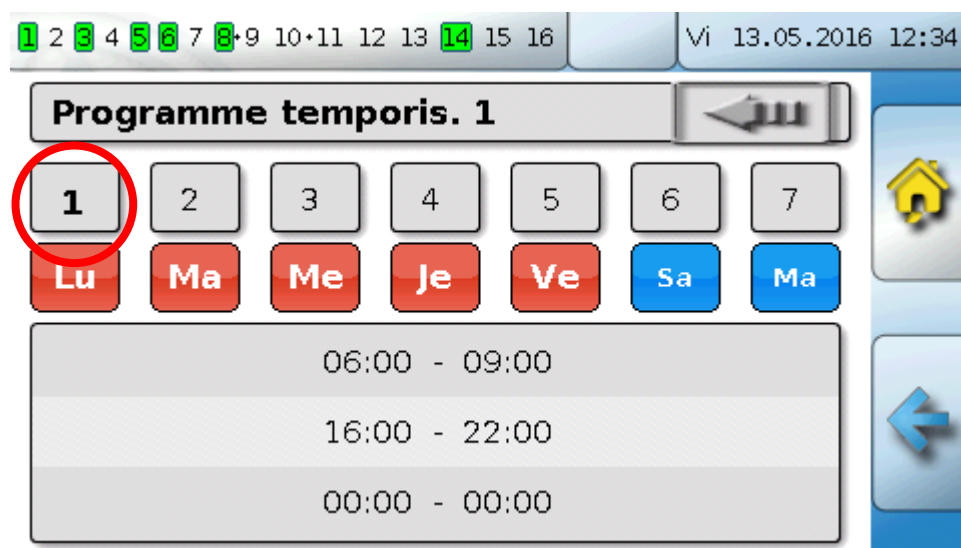 1 2 3 4 5 6 7 8•9 10•11 12 13 14 15 16 Vi 13.05.2016 12:34
Programme temporis. 1
1 2 3 4 5 6 7
Lu Ma Me Je Ve Sa Ma
06:00 - 09:00
16:00 - 22:00
00:00 - 00:00